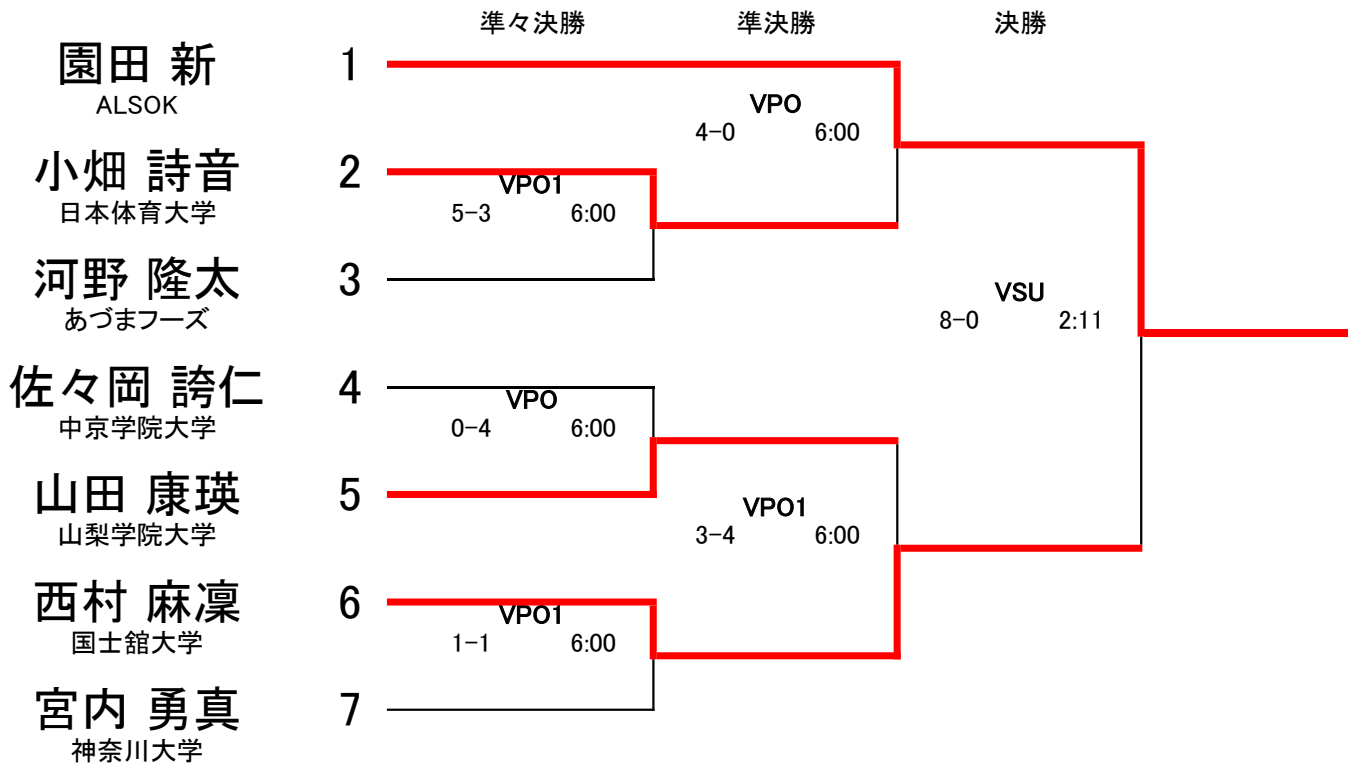 準々決勝 準決勝 決勝
園田 新 1
ALSOK
VPO
4-0 6:00
小畑 詩音 2
日本体育大学
VPO1
5-3 6:00
河野 隆太 3
あづまフーズ
VSU
8-0 2:11
佐々岡 誇仁 4
中京学院大学
VPO
0-4 6:00
山田 康瑛 5
山梨学院大学
VPO1
3-4 6:00
西村 麻凜 6
国士舘大学
VPO1
1-1 6:00
宮内 勇真 7
神奈川大学